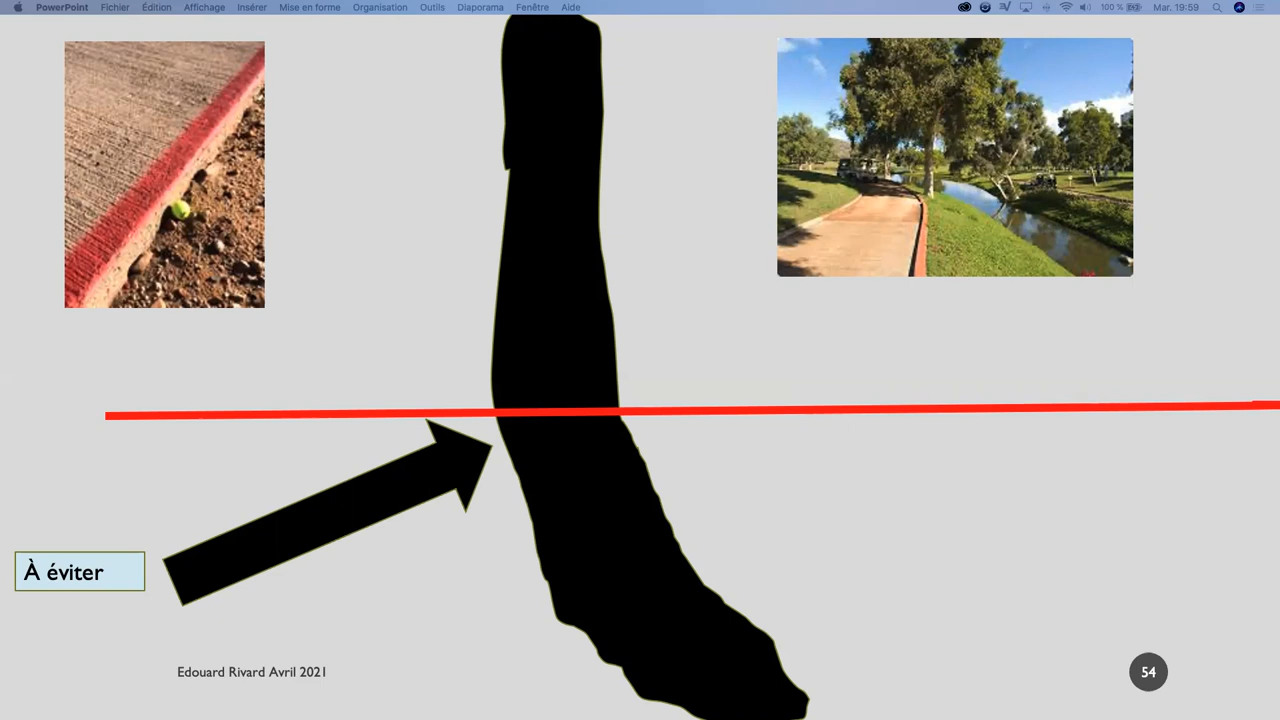 PowerPoint Fichier Édition Affichage Insérer Mise en forme Organisation Outils Diaporama Fenêtre Aide 100 % Mar. 19:59
À éviter
Edouard Rivard Avril 2021
54